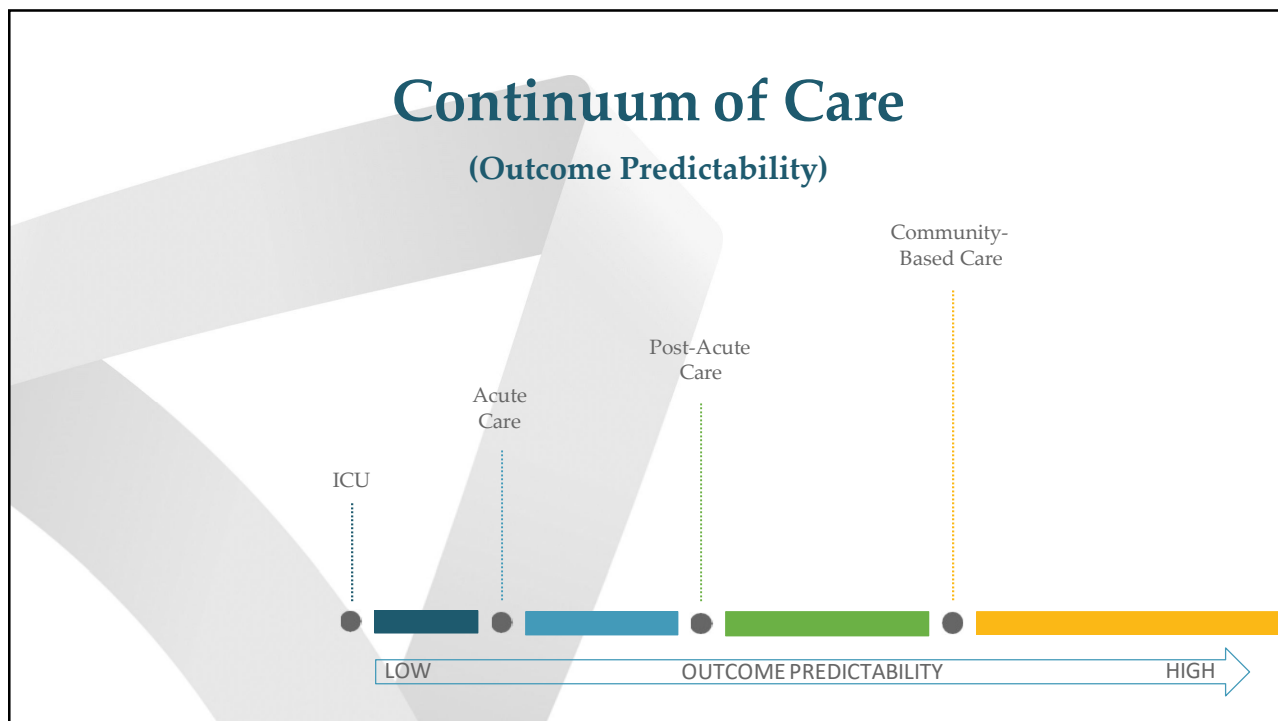 Continuum of Care
(Outcome Predictability)
Community-
Based Care
Post-Acute
Care
Acute
Care
ICU
LOW OUTCOME PREDICTABILITY HIGH